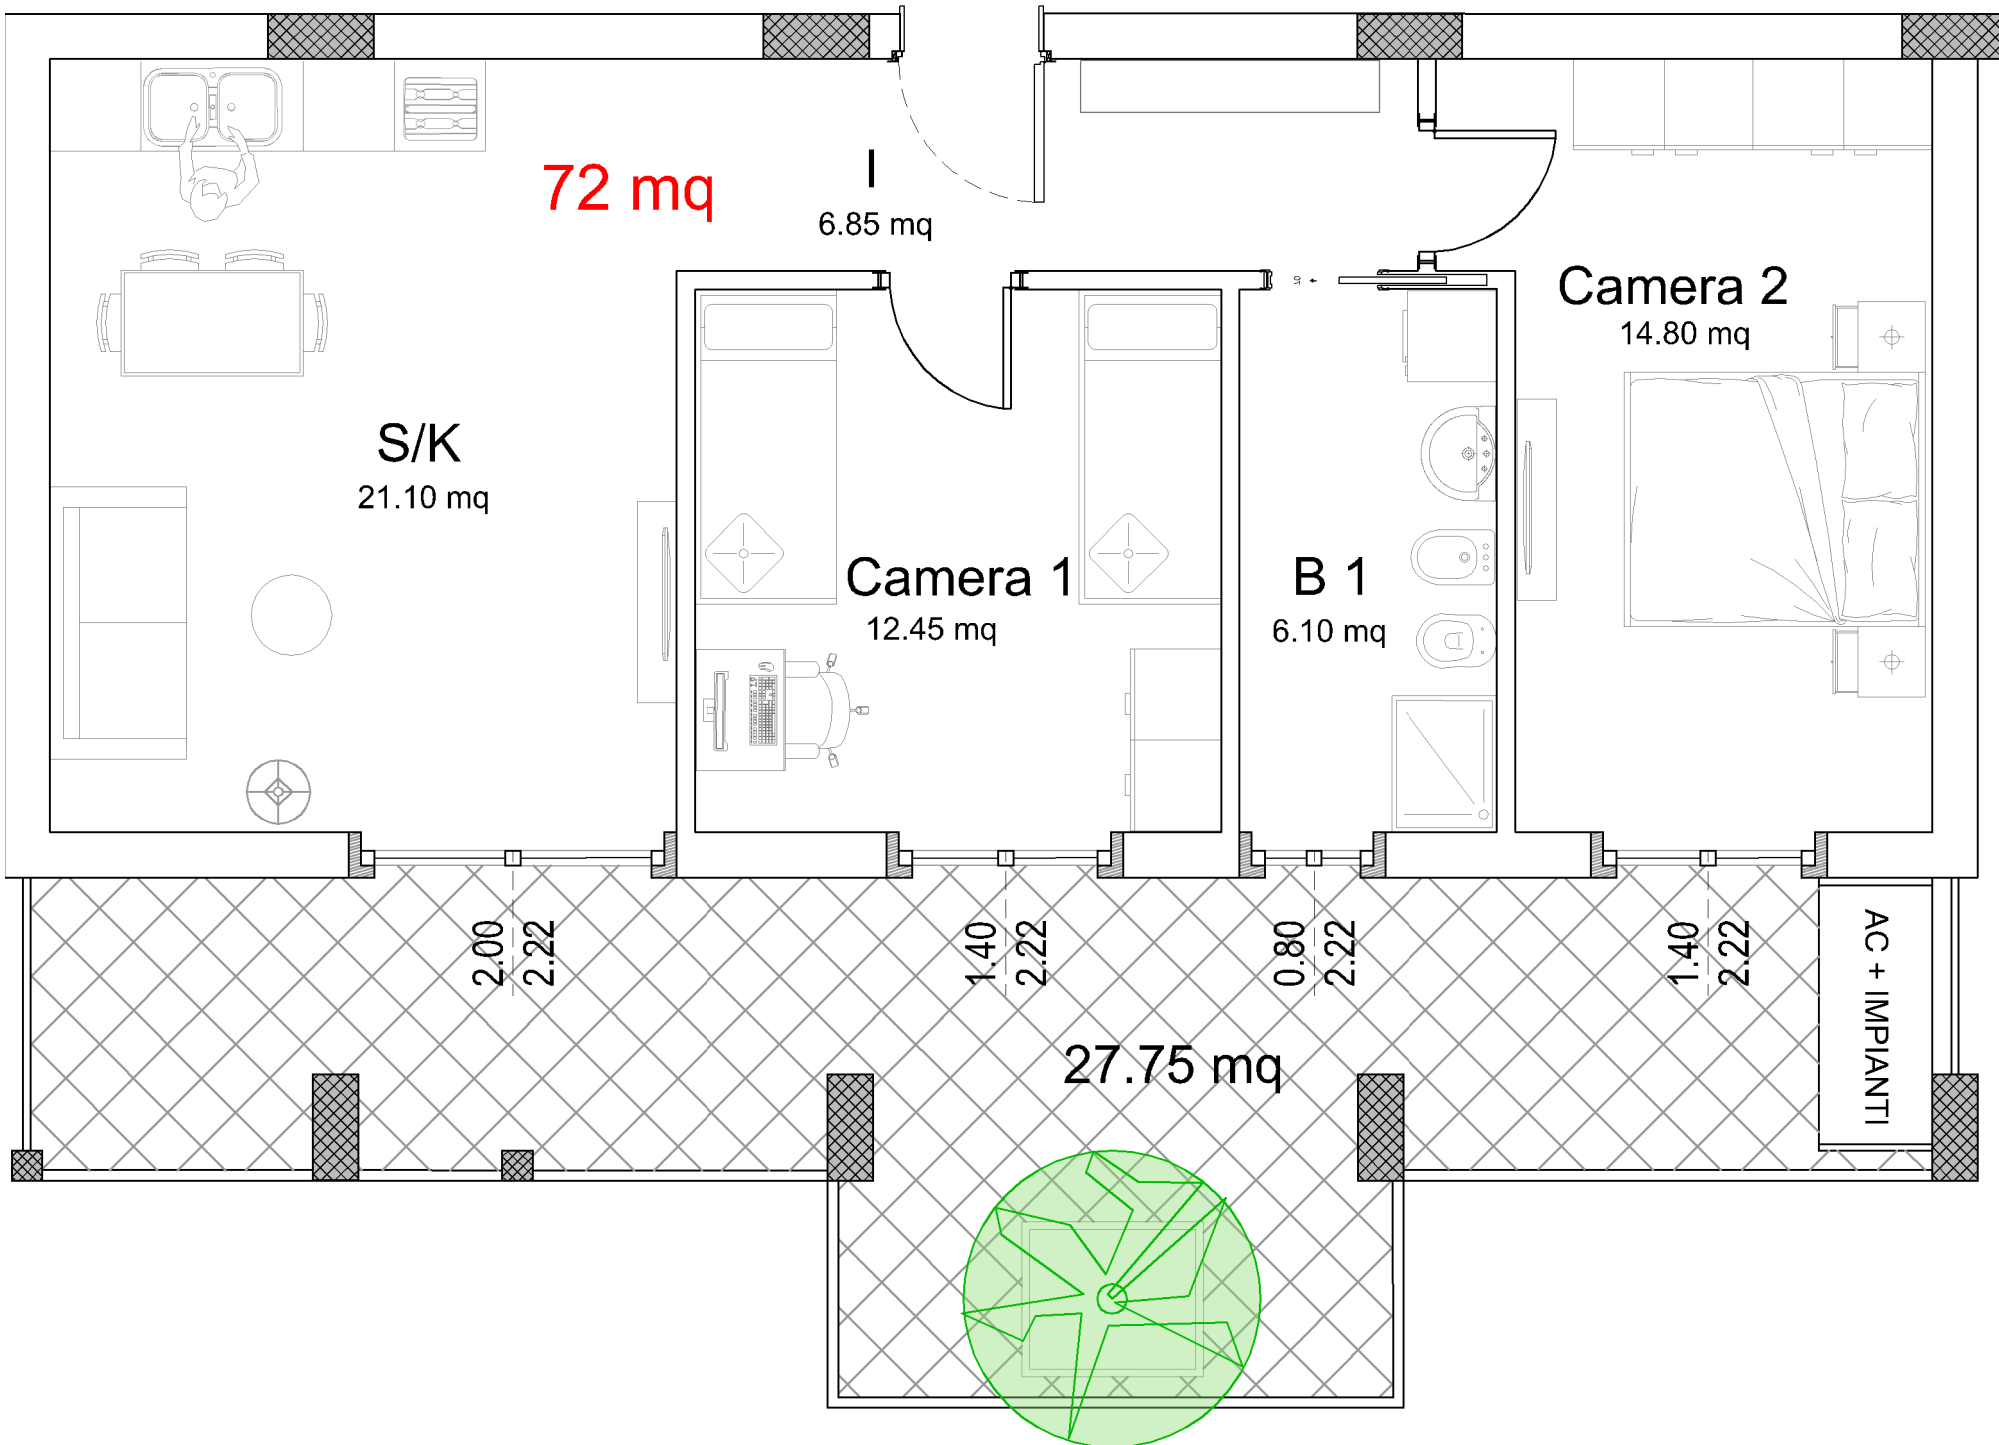 72 mq
I
6.85 mq
Camera 2
14.80 mq
S/K
21.10 mq
Camera 1
12.45 mq
B 1
6.10 mq
2.00
2.22
1.40
2.22
0.80
2.22
1.40
2.22
AC + IMPIANTI
27.75 mq